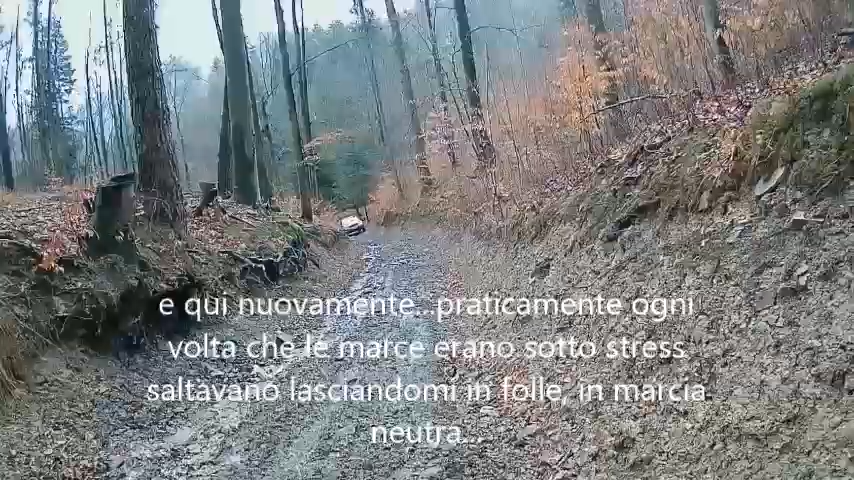 e qui nuovamente...praticamente ogni
volta che le marce erano sotto stress
saltavano lasciandomi in folle, in marcia
neutra...